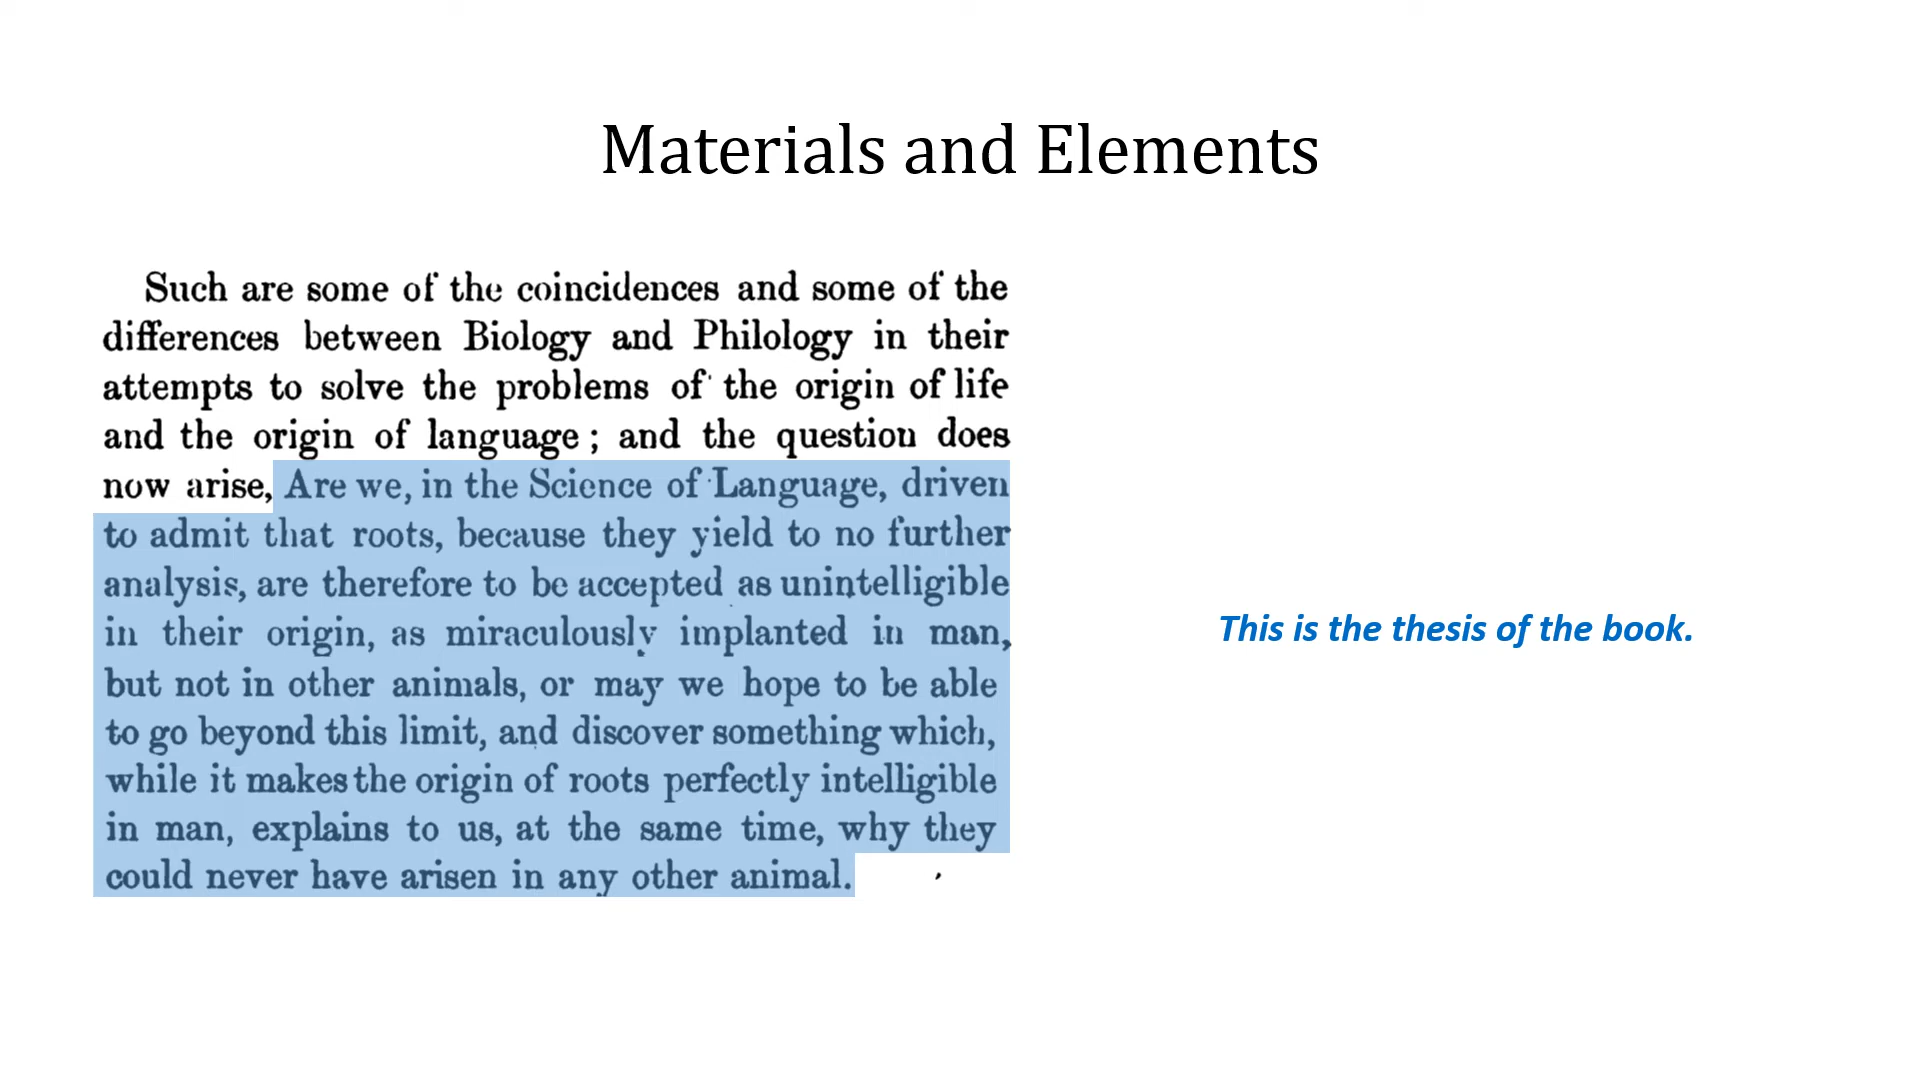 Materials and Elements
Such are some of the coincidences and some of the
differences between Biology and Philology in their
attempts to solve the problems of the origin of life
and the origin of language; and the question does
now arise, Are we, in the Science of Language, driven
to admit that roots, because they yield to no further
analysis, are therefore to be accepted as unintelligible
in their origin, as miraculously implanted in man,
but not in other animals, or may we hope to be able
to go beyond this limit, and discover something which,
while it makes the origin of roots perfectly intelligible
in man, explains to us, at the same time, why they
could never have arisen in any other animal.
This is the thesis of the book.